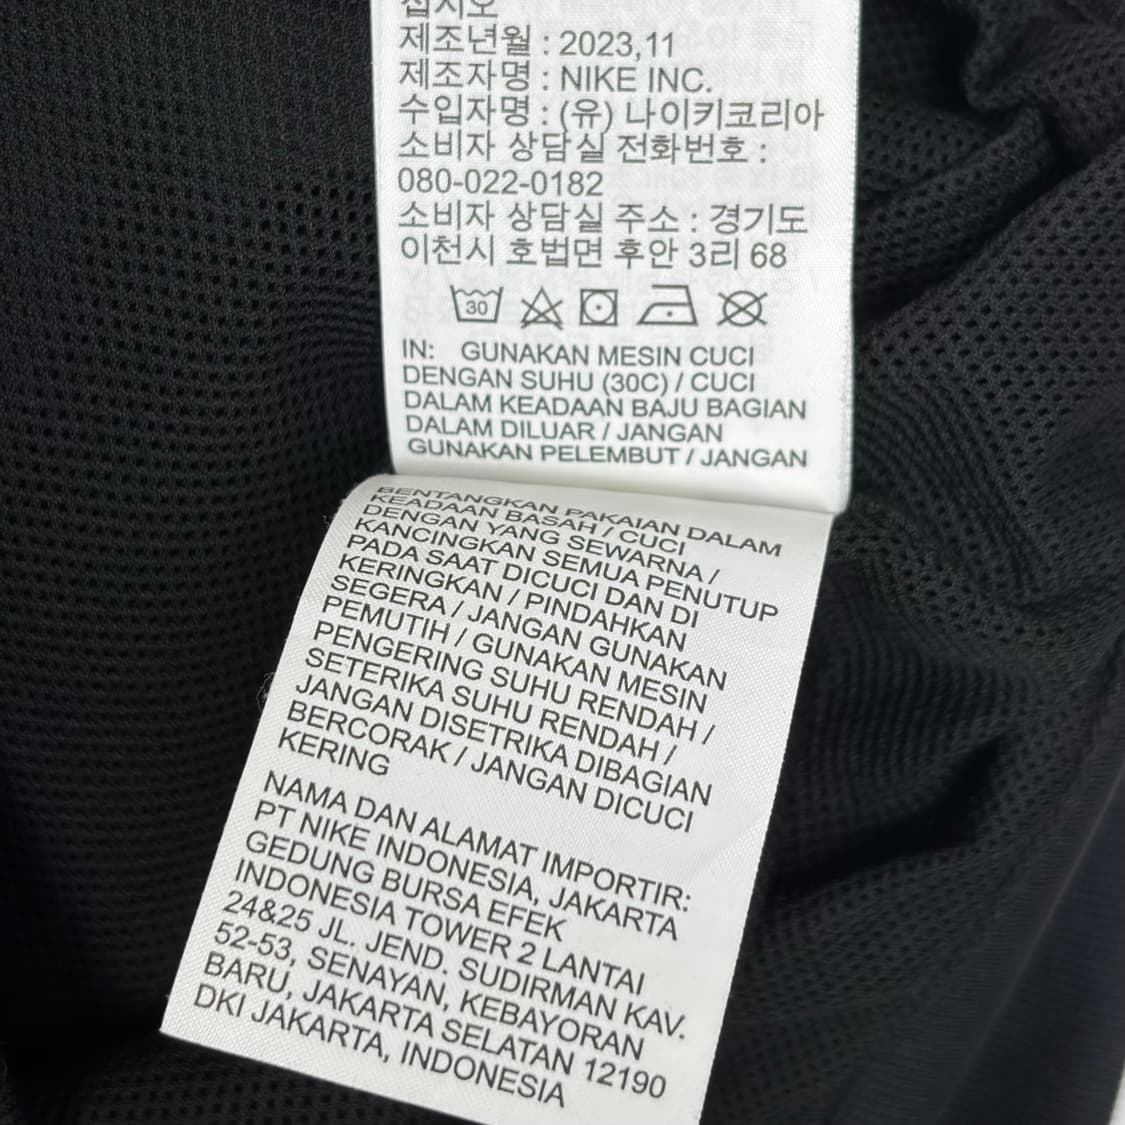 십시오
제조년월 : 2023,11
제조자명 : NIKE INC.
수입자명 : (유) 나이키코리아
소비자 상담실 전화번호 :
080-022-0182
소비자 상담실 주소 : 경기도
이천시 호법면 후안 3리 68
30
IN: GUNAKAN MESIN CUCI
DENGAN SUHU (30C) / CUCI
DALAM KEADAAN BAJU BAGIAN
DALAM DILUAR / JANGAN
GUNAKAN PELEMBUT / JANGAN
BENTANGKAN PAKAIAN DALAM
KEADAAN BASAH / CUCI
DENGAN YANG SEWARNA /
KANCINGKAN SEMUA PENUTUP
PADA SAAT DICUCI DAN DI
KERINGKAN / PINDAHKAN
SEGERA / JANGAN GUNAKAN
PEMUTIH / GUNAKAN MESIN
PENGERING SUHU RENDAH /
SETERIKA SUHU RENDAH /
JANGAN DISETRIKA DIBAGIAN
BERCORAK / JANGAN DICUCI
KERING
NAMA DAN ALAMAT IMPORTIR:
PT NIKE INDONESIA, JAKARTA
GEDUNG BURSA EFEK
INDONESIA TOWER 2 LANTAI
24&25 JL. JEND. SUDIRMAN KAV.
52-53, SENAYAN, KEBAYORAN
BARU, JAKARTA SELATAN 12190
DKI JAKARTA, INDONESIA